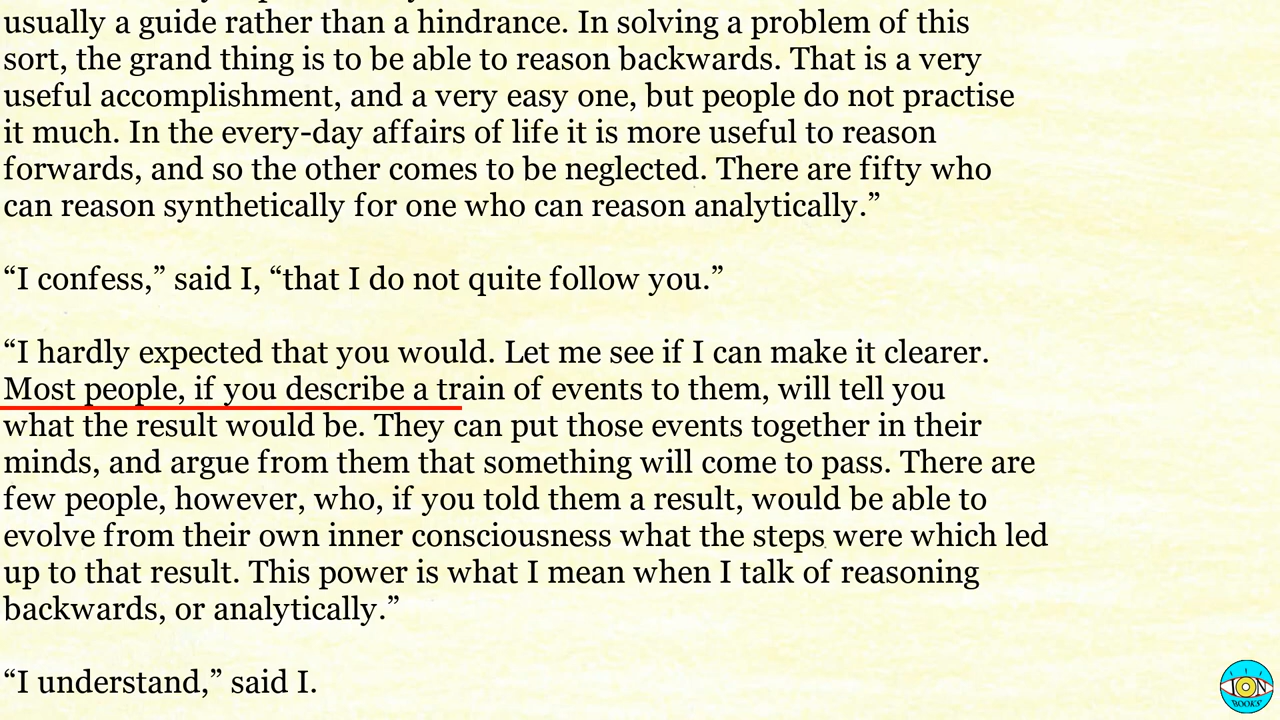 usually a guide rather than a hindrance. In solving a problem of this
sort, the grand thing is to be able to reason backwards. That is a very
useful accomplishment, and a very easy one, but people do not practise
it much. In the every-day affairs of life it is more useful to reason
forwards, and so the other comes to be neglected. There are fifty who
can reason synthetically for one who can reason analytically.”
“I confess,” said I, “that I do not quite follow you.”
“I hardly expected that you would. Let me see if I can make it clearer.
Most people, if you describe a train of events to them, will tell you
what the result would be. They can put those events together in their
minds, and argue from them that something will come to pass. There are
few people, however, who, if you told them a result, would be able to
evolve from their own inner consciousness what the steps were which led
up to that result. This power is what I mean when I talk of reasoning
backwards, or analytically.”
“I understand,” said I.
ION
BOOKS